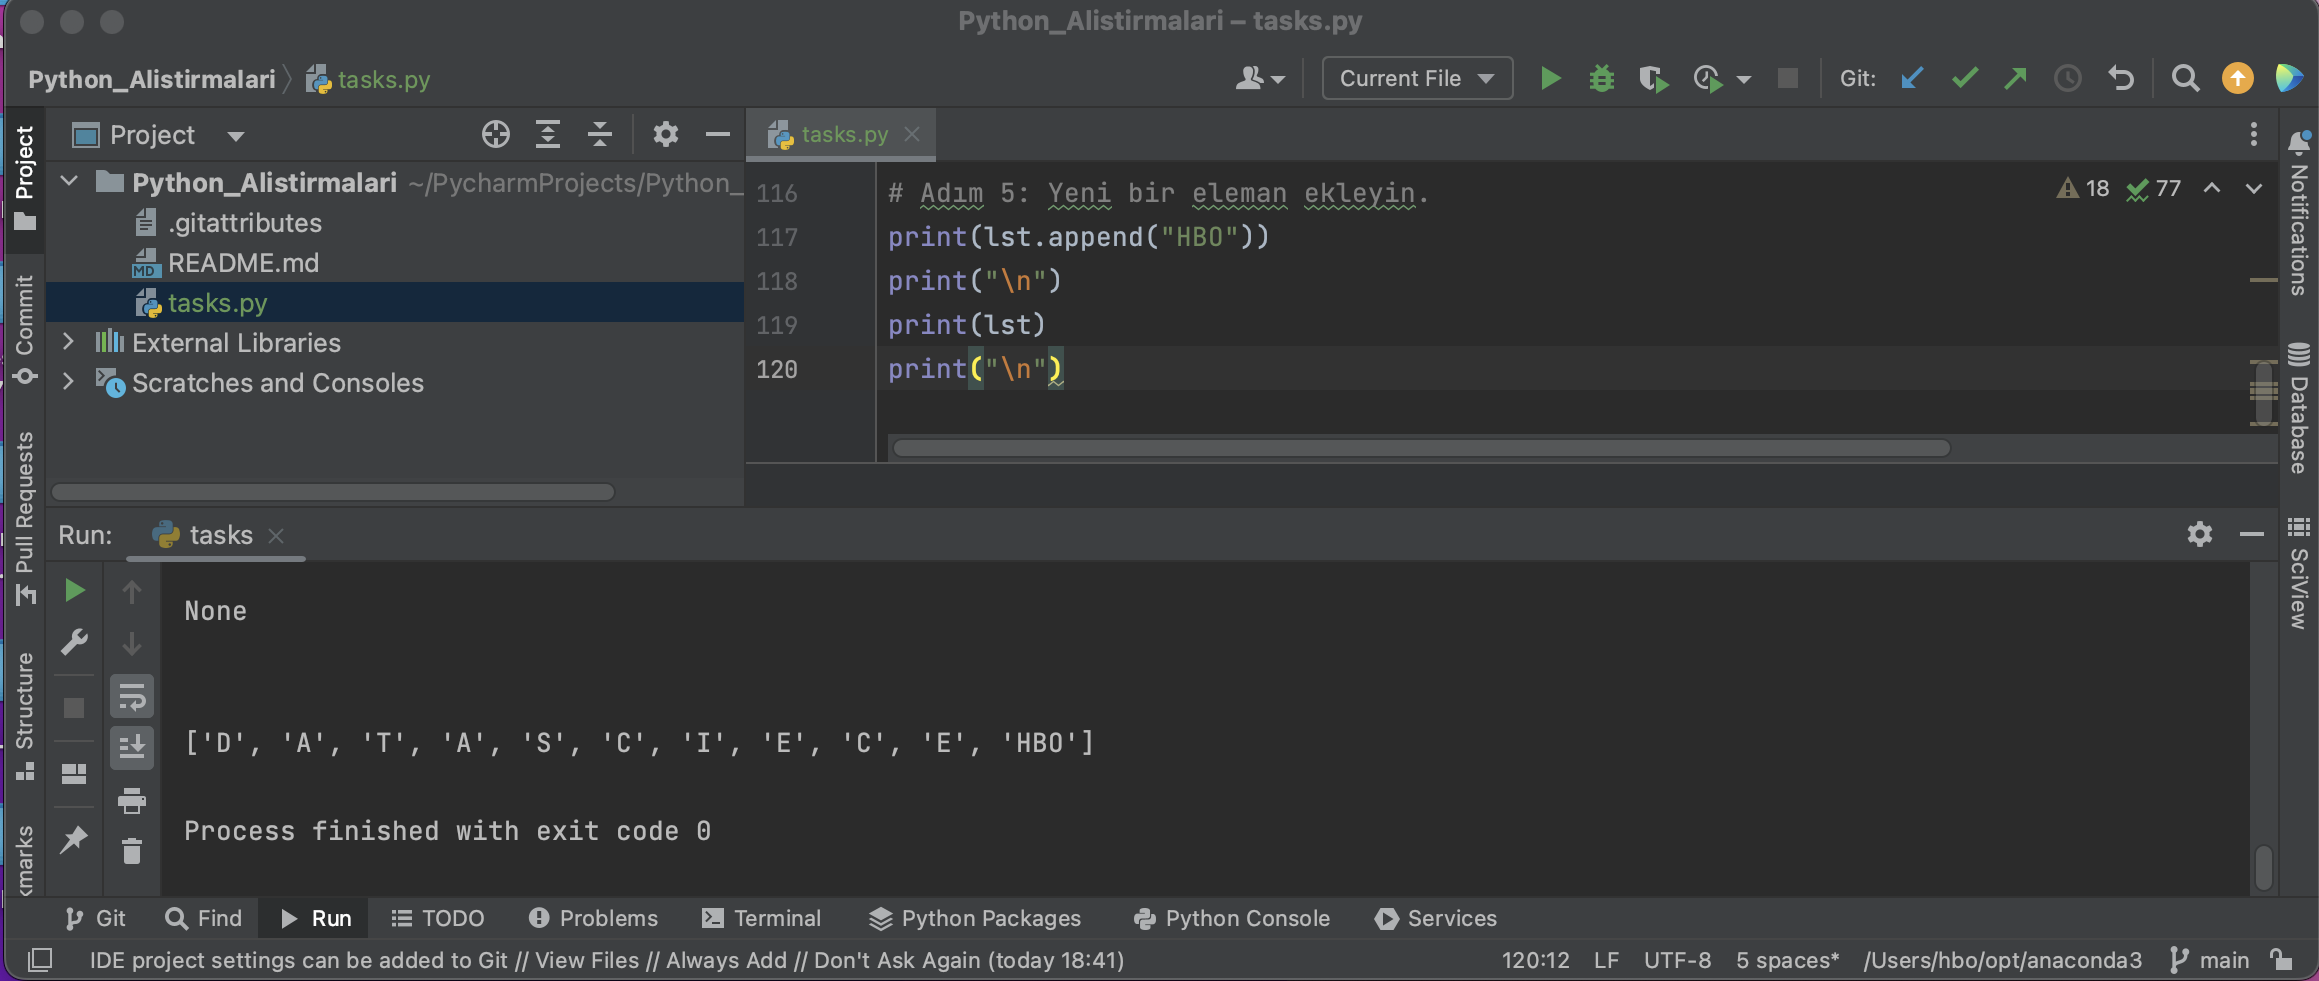 Python_Alistirmalari – tasks.py
Python_Alistirmalari tasks.py
Current File
Git:
Project
Python_Alistirmalari ~/PycharmProjects/Python_
.gitattributes
README.md
tasks.py
External Libraries
Scratches and Consoles
tasks.py
116 # Adım 5: Yeni bir eleman ekleyin.
117 print(lst.append("HBO"))
118 print("\n")
119 print(lst)
120 print("\n")
18 77
Project
Commit
Pull Requests
Structure
kmarks
Notifications
Database
SciView
Run: tasks
None
['D', 'A', 'T', 'A', 'S', 'C', 'I', 'E', 'C', 'E', 'HBO']
Process finished with exit code 0
Git Find Run TODO Problems Terminal Python Packages Python Console Services
IDE project settings can be added to Git // View Files // Always Add // Don't Ask Again (today 18:41) 120:12 LF UTF-8 5 spaces* /Users/hbo/opt/anaconda3 main